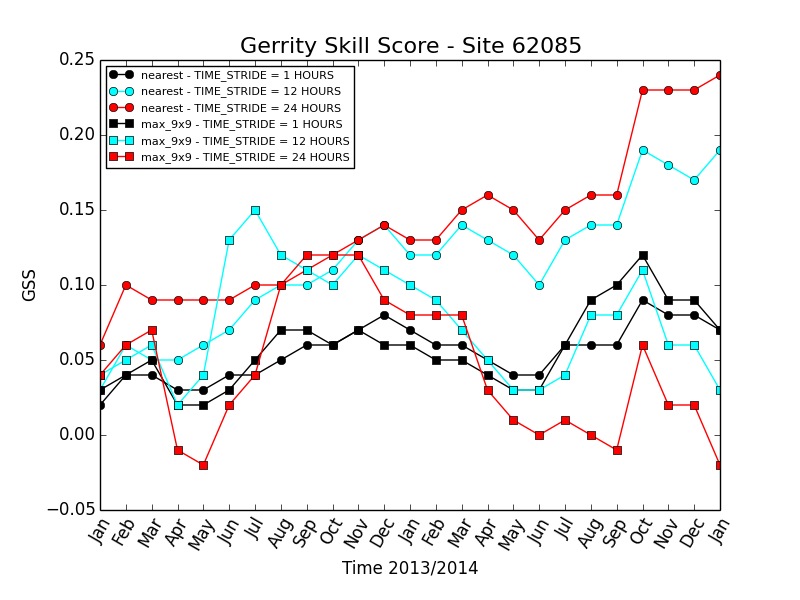 Gerrity Skill Score - Site 62085
0.25
0.20
0.15
0.10
0.05
0.00
−0.05
GSS
nearest - TIME_STRIDE = 1 HOURS
nearest - TIME_STRIDE = 12 HOURS
nearest - TIME_STRIDE = 24 HOURS
max_9x9 - TIME_STRIDE = 1 HOURS
max_9x9 - TIME_STRIDE = 12 HOURS
max_9x9 - TIME_STRIDE = 24 HOURS
Jan Feb Mar Apr May Jun Jul Aug Sep Oct Nov Dec Jan Feb Mar Apr May Jun Jul Aug Sep Oct Nov Dec Jan
Time 2013/2014